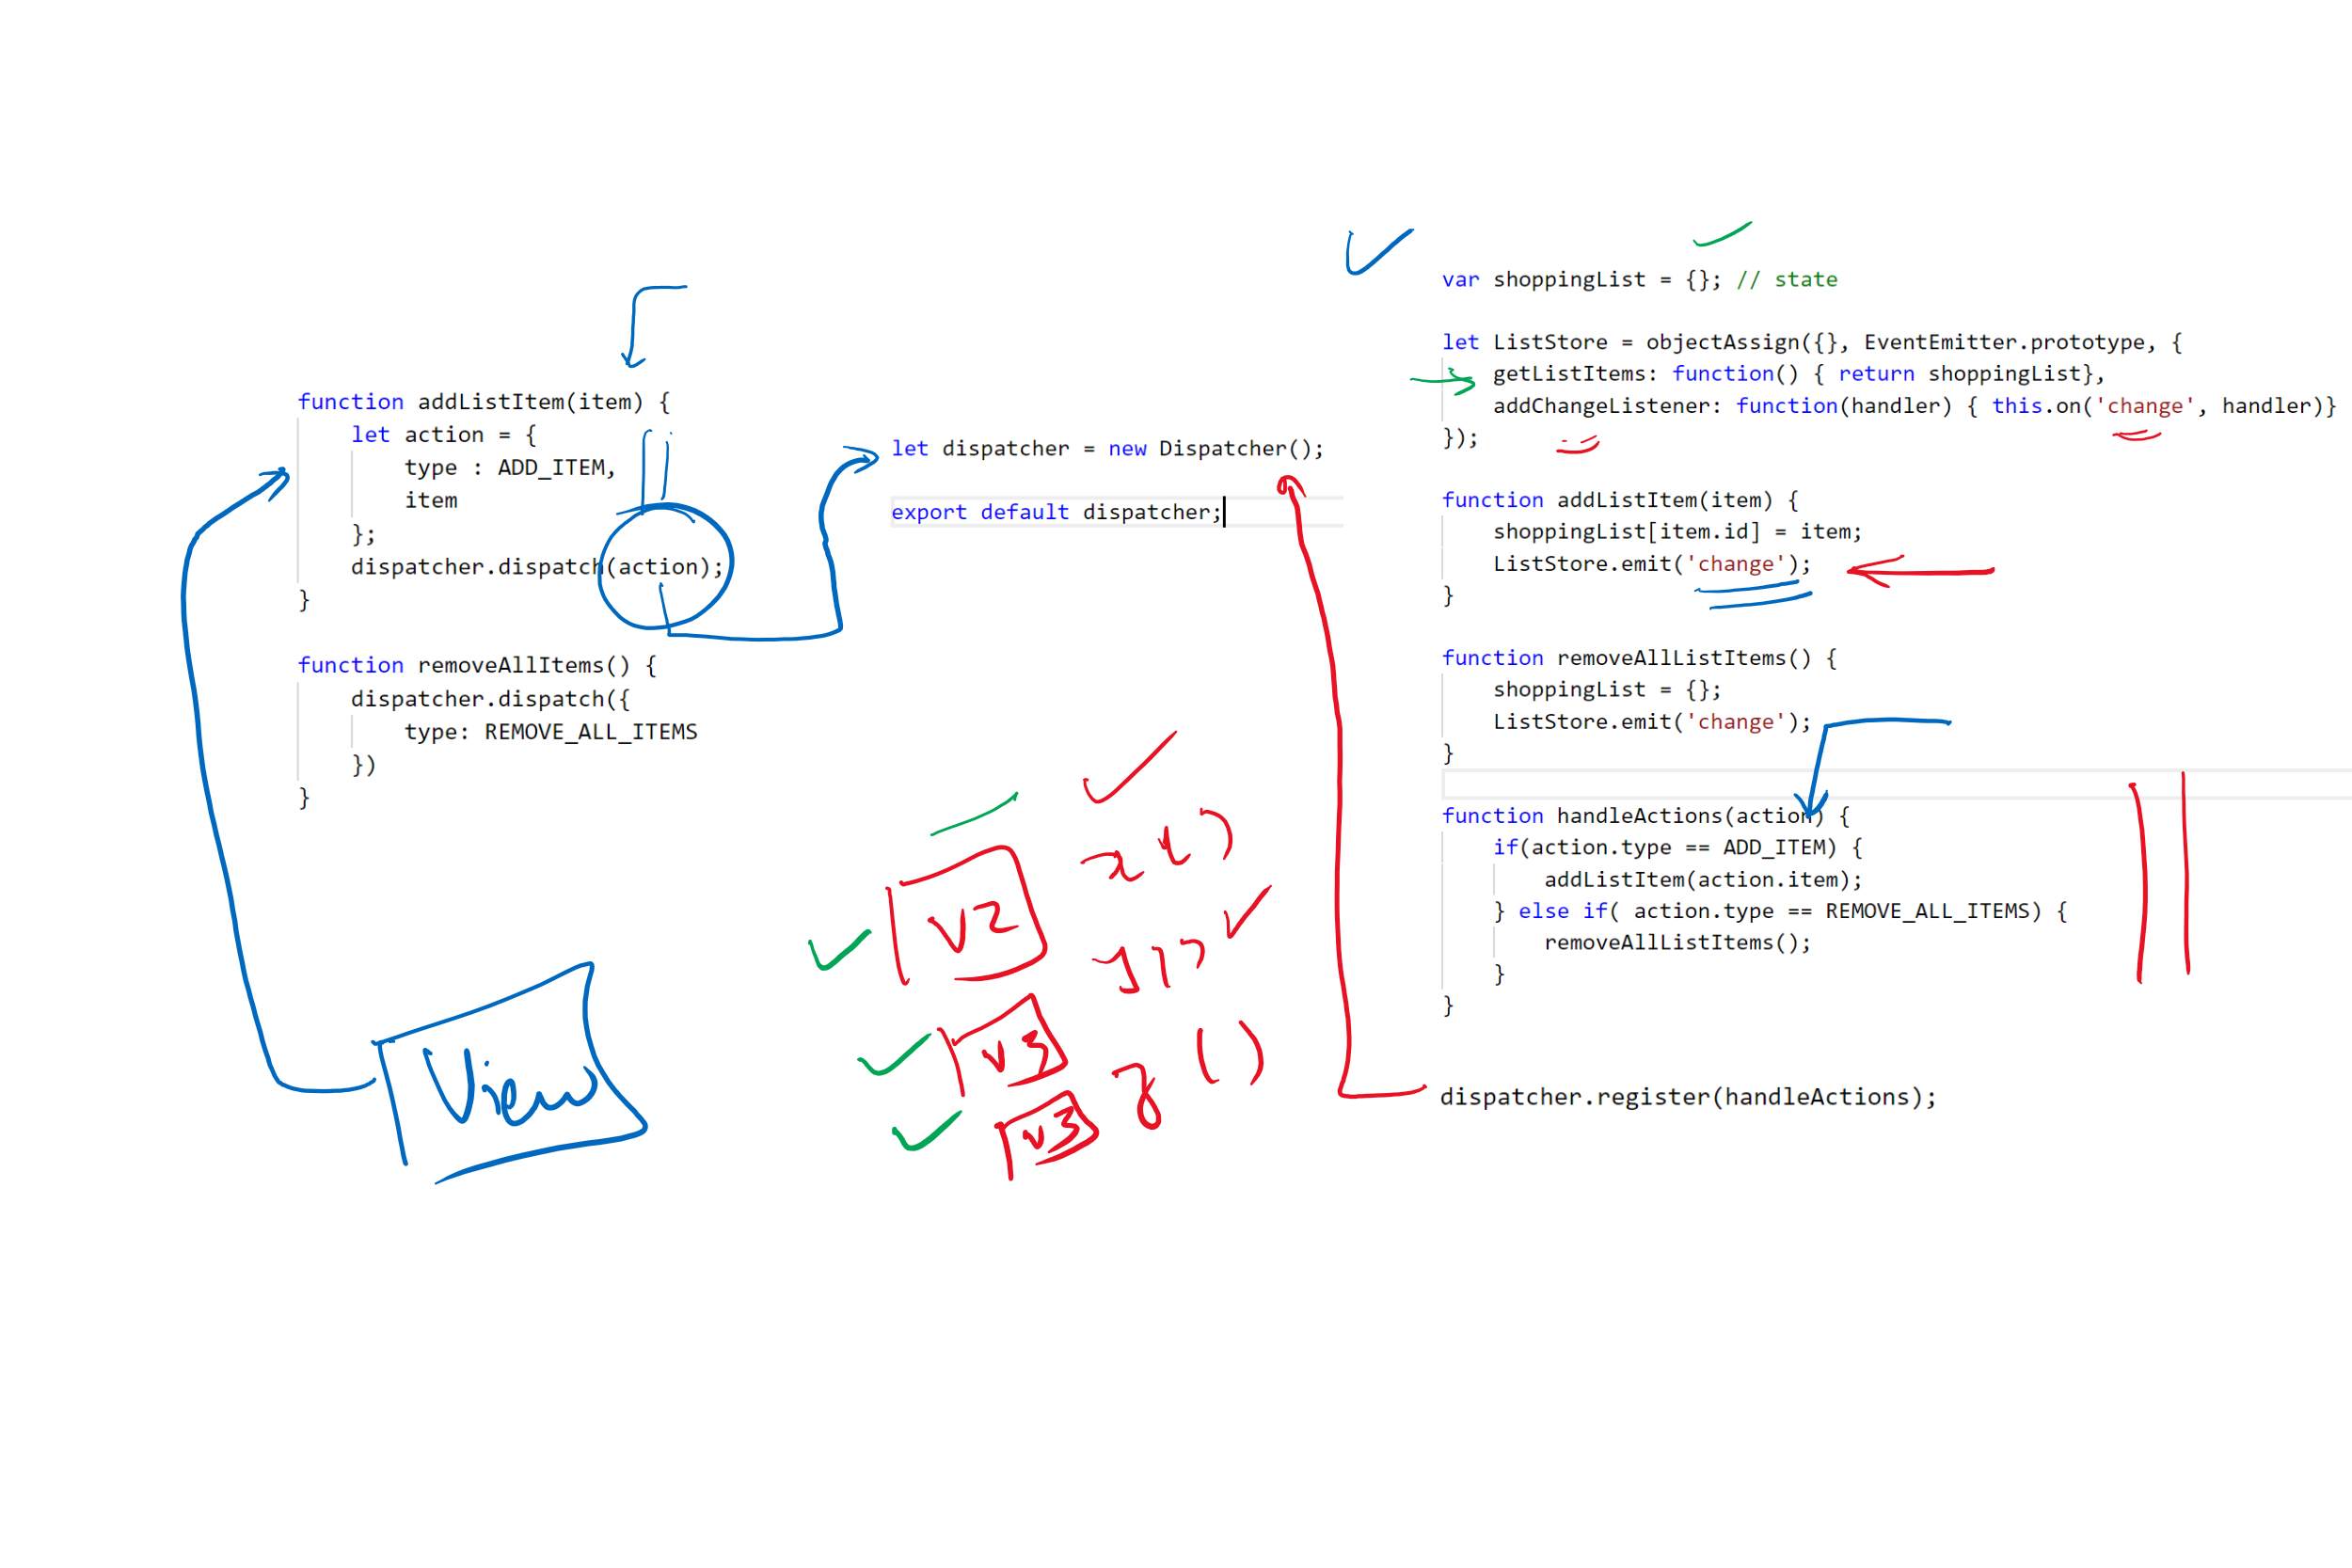 function addListItem(item) {
let action = {
type : ADD_ITEM,
item
};
dispatcher.dispatch(action);
}
function removeAllItems() {
dispatcher.dispatch({
type: REMOVE_ALL_ITEMS
})
}
View
let dispatcher = new Dispatcher();
export default dispatcher;
V2
x()
y()
V3
z()
V3
var shoppingList = {}; // state
let ListStore = objectAssign({}, EventEmitter.prototype, {
getListItems: function() { return shoppingList},
addChangeListener: function(handler) { this.on('change', handler)}
});
function addListItem(item) {
shoppingList[item.id] = item;
ListStore.emit('change');
}
function removeAllListItems() {
shoppingList = {};
ListStore.emit('change');
}
function handleActions(action) {
if(action.type == ADD_ITEM) {
addListItem(action.item);
} else if( action.type == REMOVE_ALL_ITEMS) {
removeAllListItems();
}
}
dispatcher.register(handleActions);